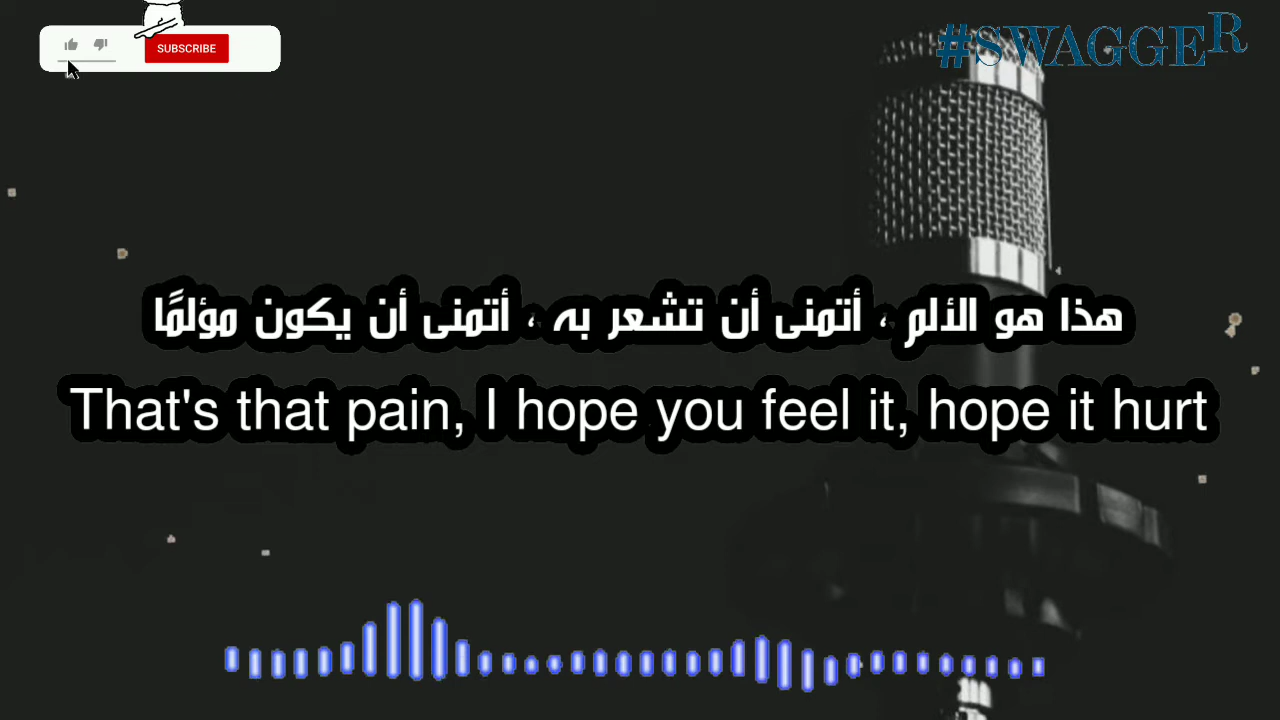 SUBSCRIBE
#SWAGGER
هذا هو الألم ، أتمنى أن تشعر به ، أتمنى أن يكون مؤلمًا
That's that pain, I hope you feel it, hope it hurt